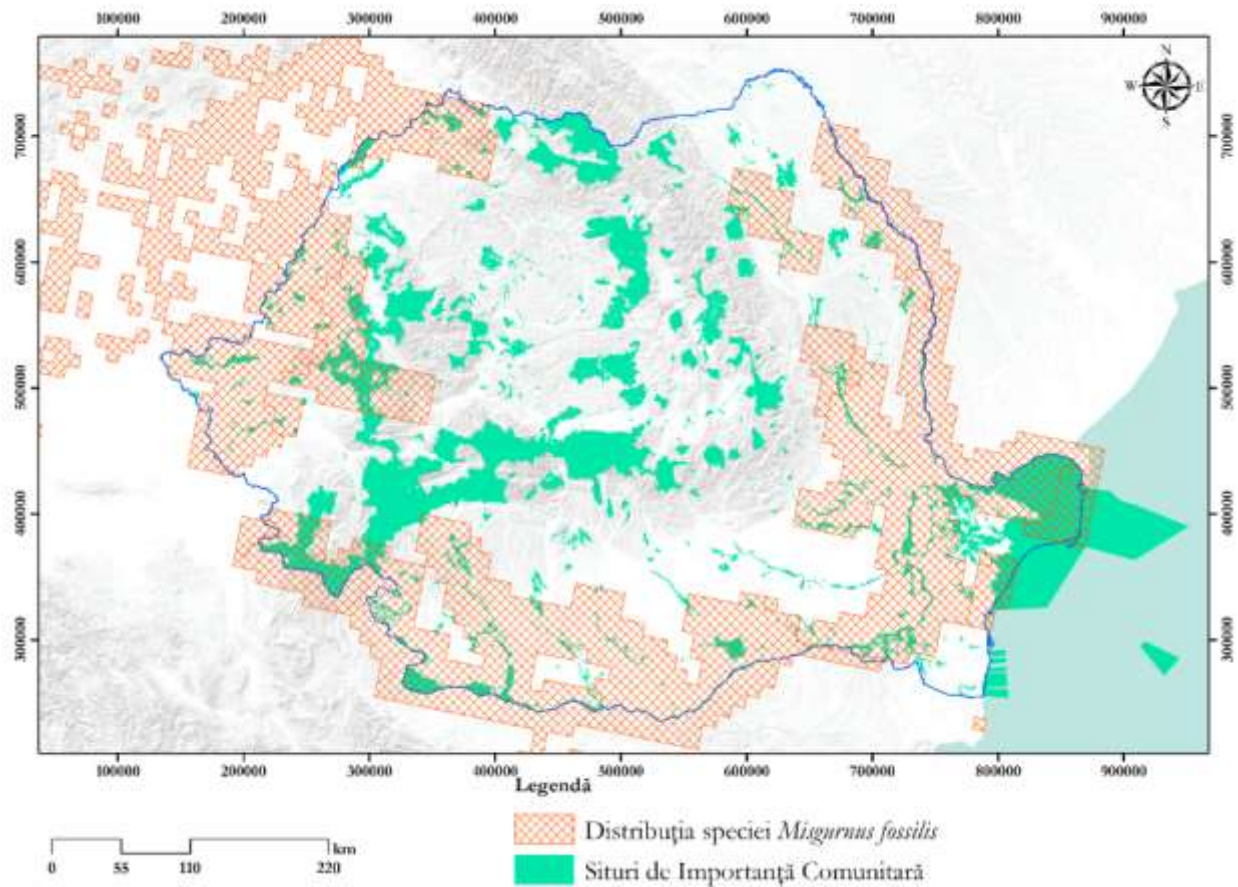 100000 200000 300000 400000 500000 600000 700000 800000 900000
N
W E
S
700000 700000
600000 600000
500000 500000
400000 400000
300000 300000
100000 200000 300000 400000 500000 600000 700000 800000 900000
Legendă
Distribuția speciei Misgurnus fossilis
km
0 55 110 220
Situri de Importanţă Comunitară